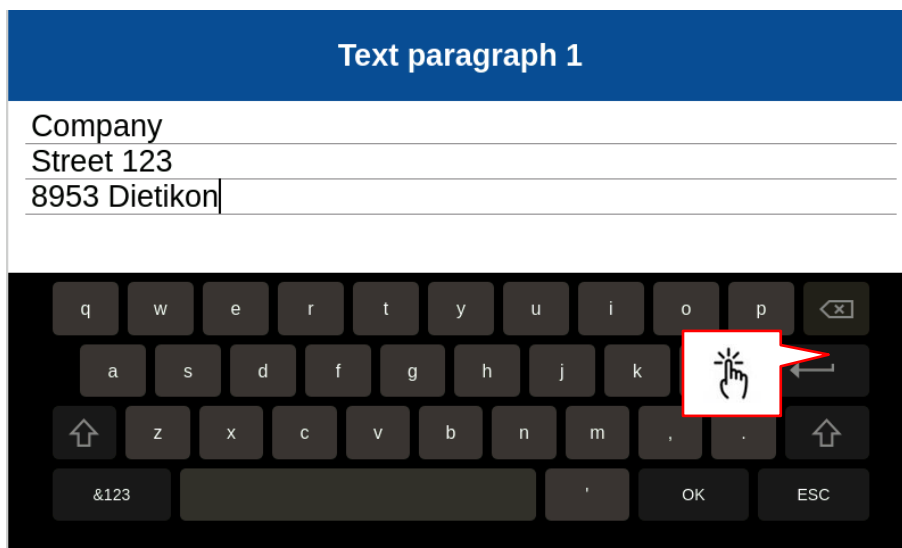 Text paragraph 1
Company
Street 123
8953 Dietikon
q w e r t y u i o p
a s d f g h j k
z x c v b n m , .
&123 ' OK ESC